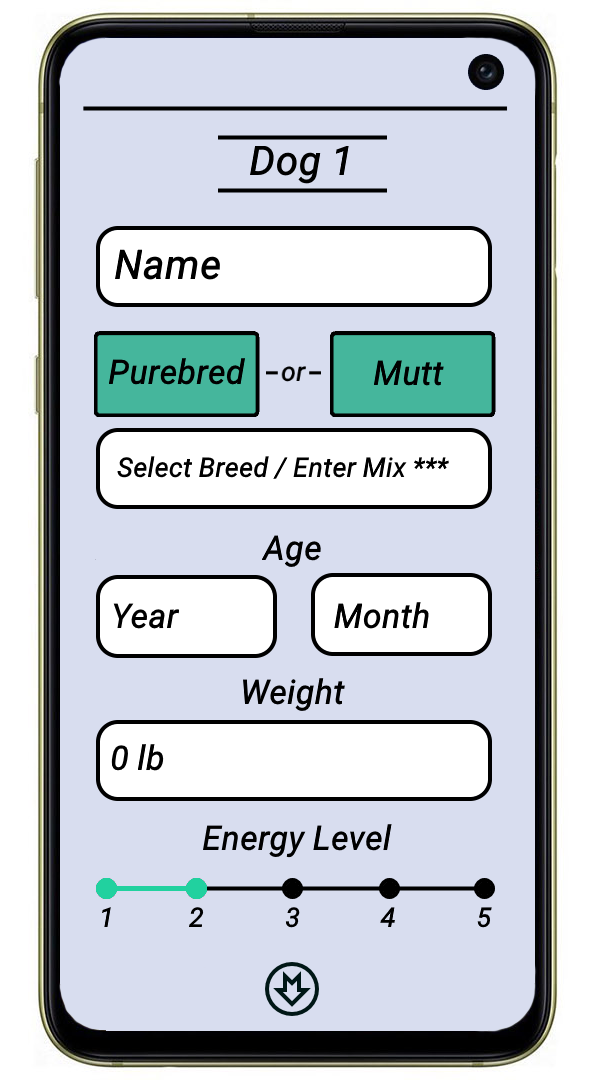 Dog 1
Name
Purebred -or- Mutt
Select Breed / Enter Mix ***
Age
Year Month
Weight
0 lb
Energy Level
1 2 3 4 5